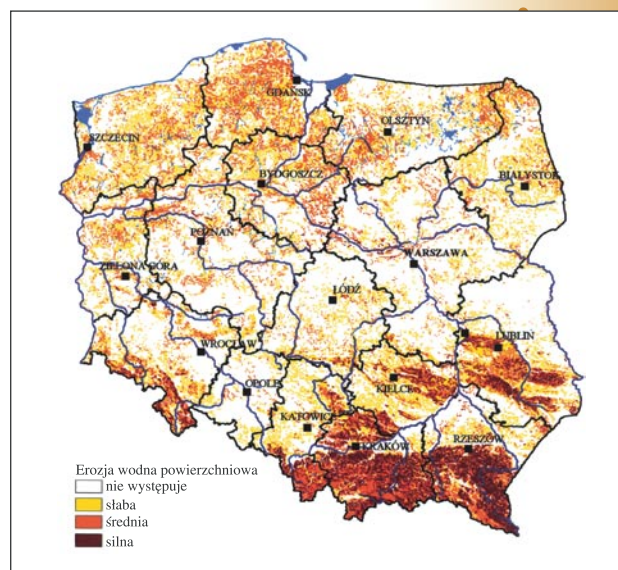 GDAŃSK
OLSZTYN
SZCZECIN
BYDGOSZCZ
BIAŁYSTOK
POZNAŃ
WARSZAWA
ZIELONA GÓRA
ŁÓDŹ
WROCŁAW
LUBLIN
OPOLE
KIELCE
KATOWICE
KRAKÓW
RZESZÓW
Erozja wodna powierzchniowa
nie występuje
słaba
średnia
silna